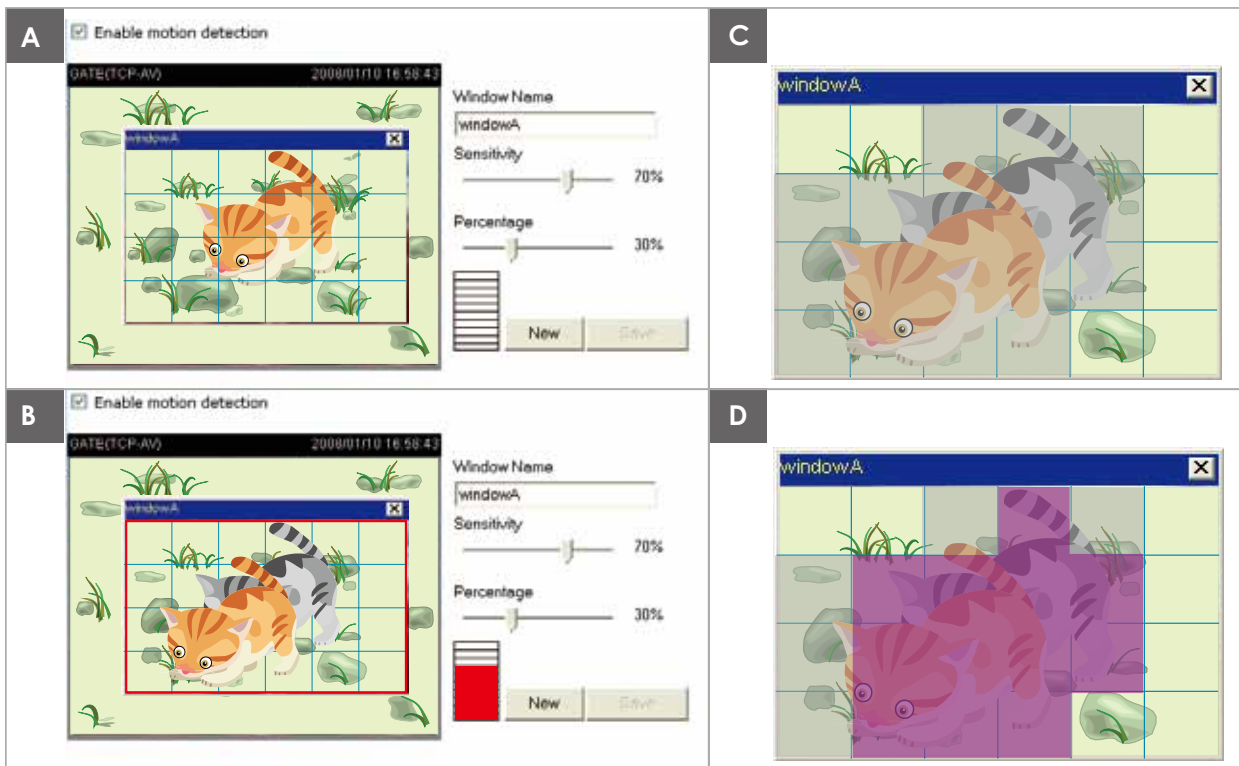 A
Enable motion detection
GATE(TCP-AV) 2008/01/10 16:58:43
windowA
Window Name
windowA
Sensitivity
70%
Percentage
30%
New Save
C
windowA
B
Enable motion detection
GATE(TCP-AV) 2008/01/10 16:58:43
windowA
Window Name
windowA
Sensitivity
70%
Percentage
30%
New Save
D
windowA